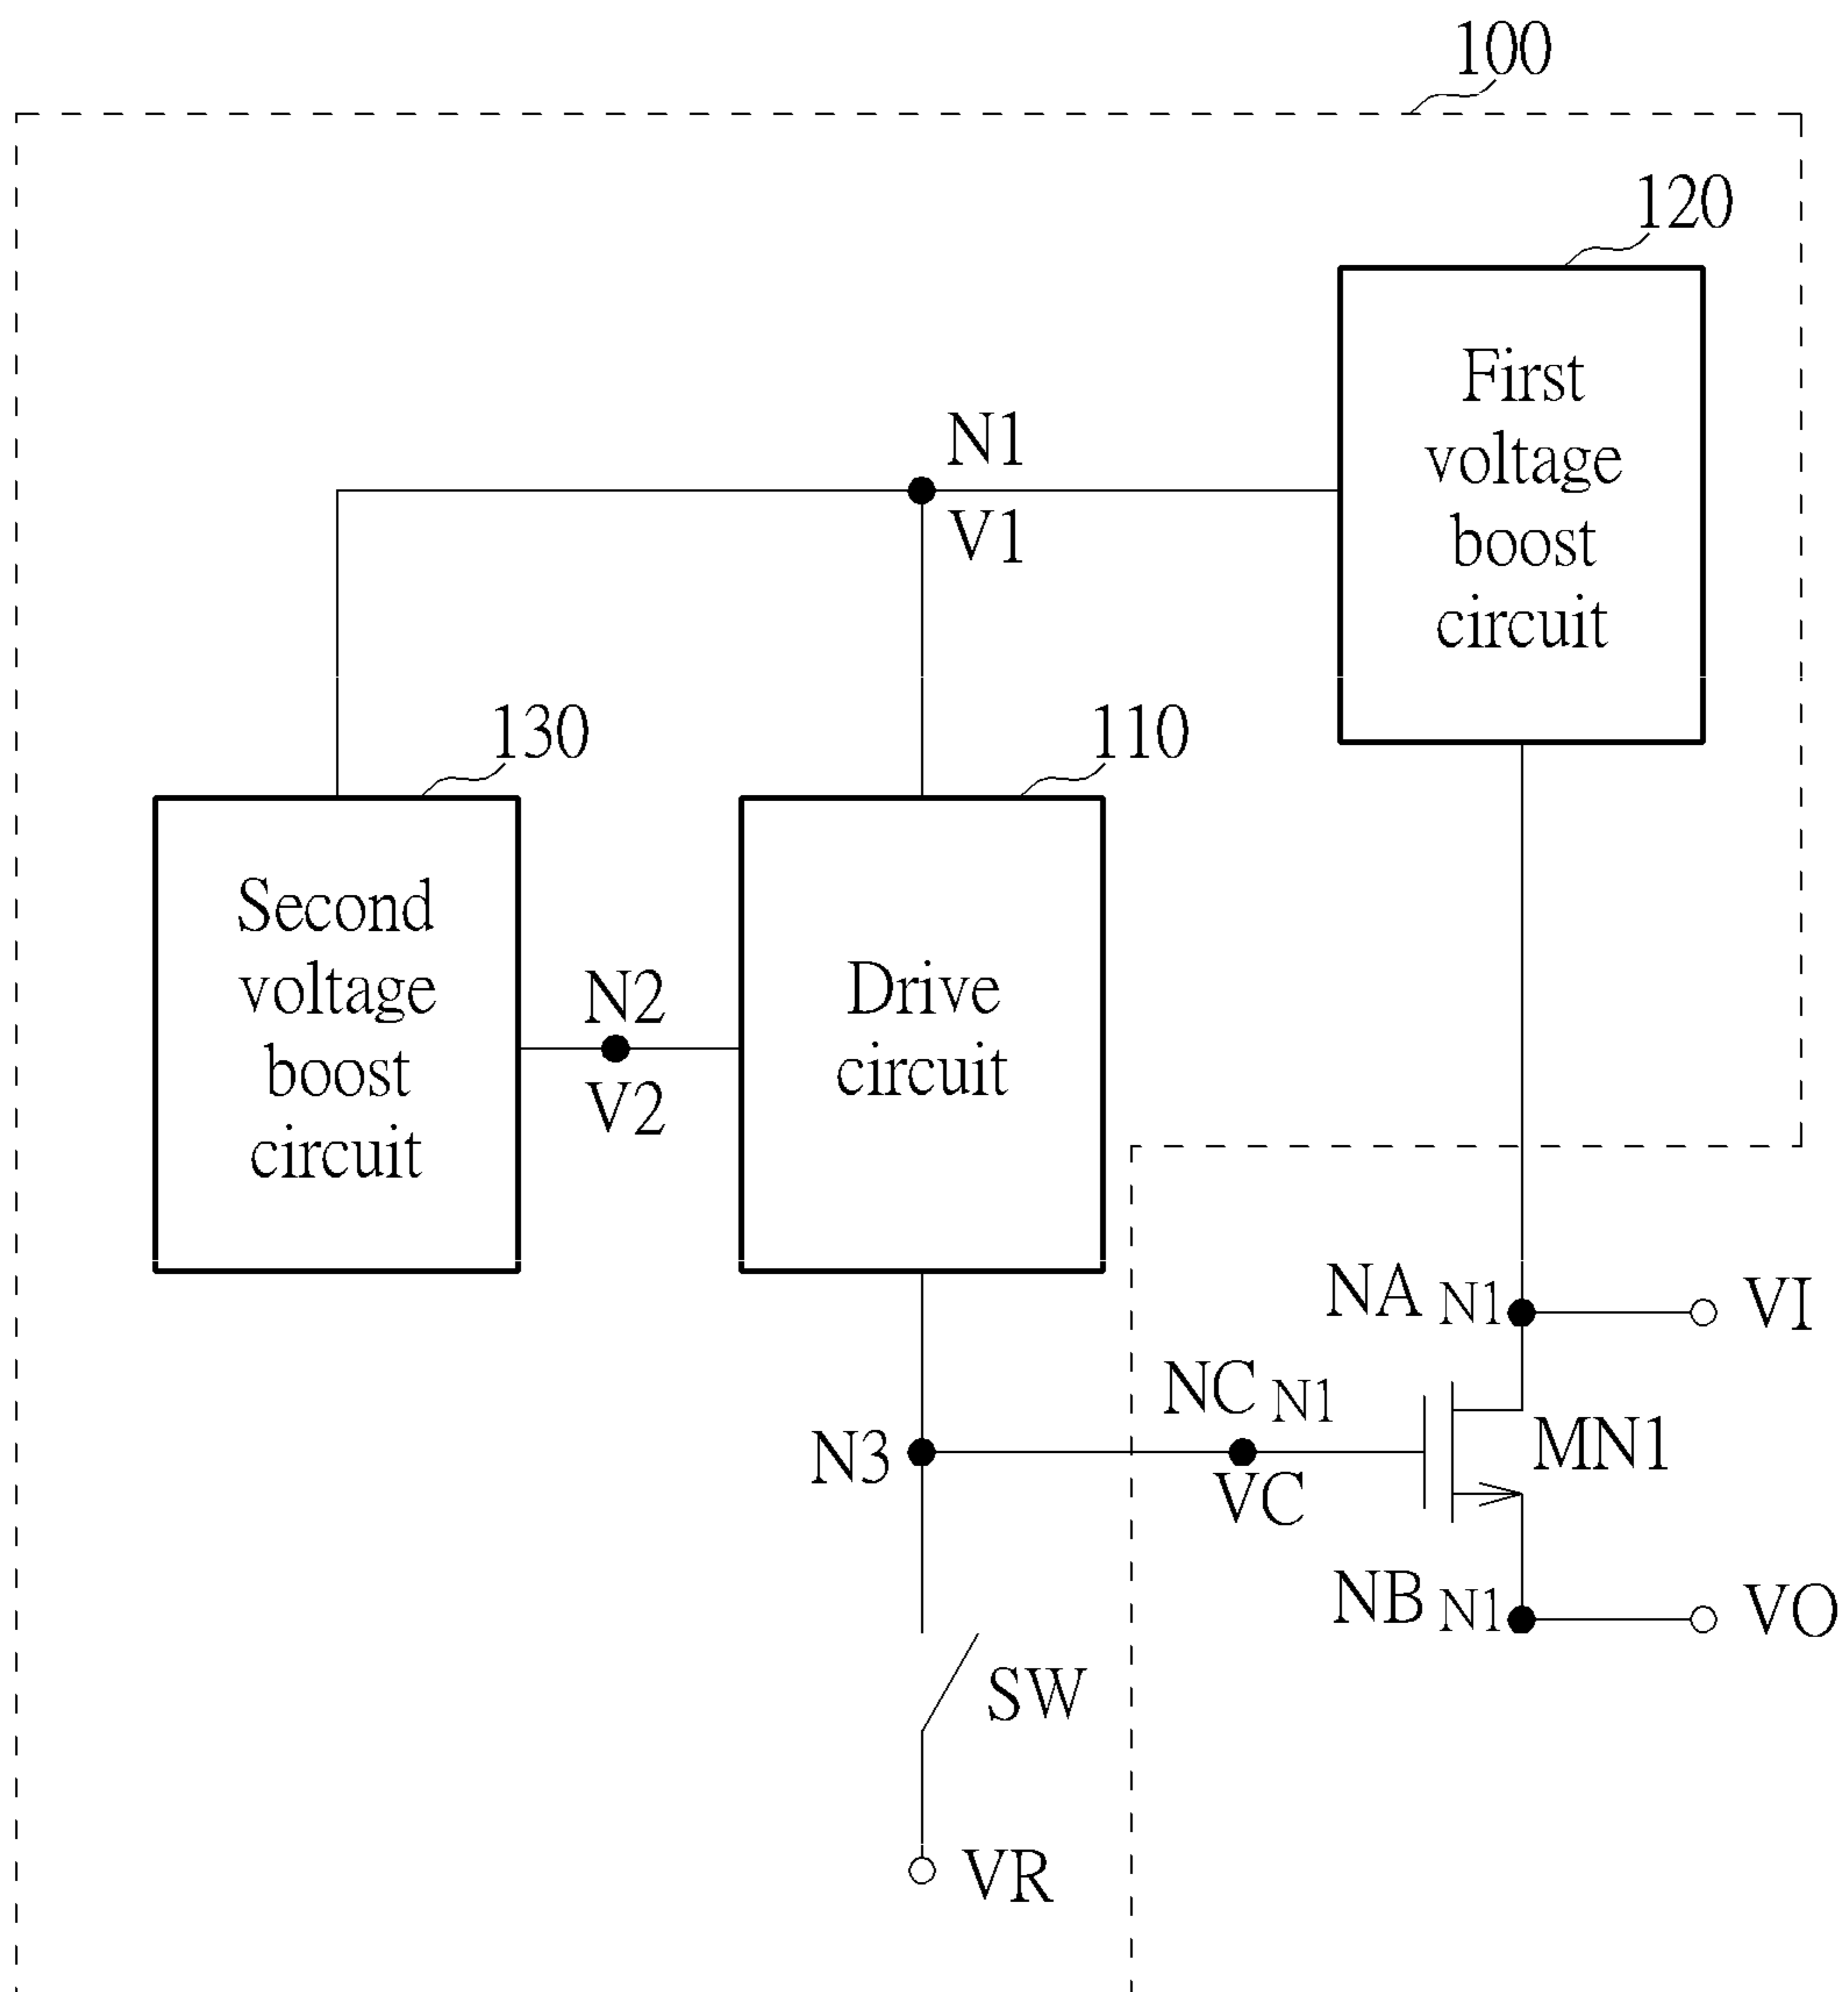 100
120
First
voltage
boost
circuit
N1
V1
130
110
Second
voltage
boost
circuit
N2
V2
Drive
circuit
NA N1
VI
NC N1
VC
MN1
N3
NB N1
VO
SW
VR